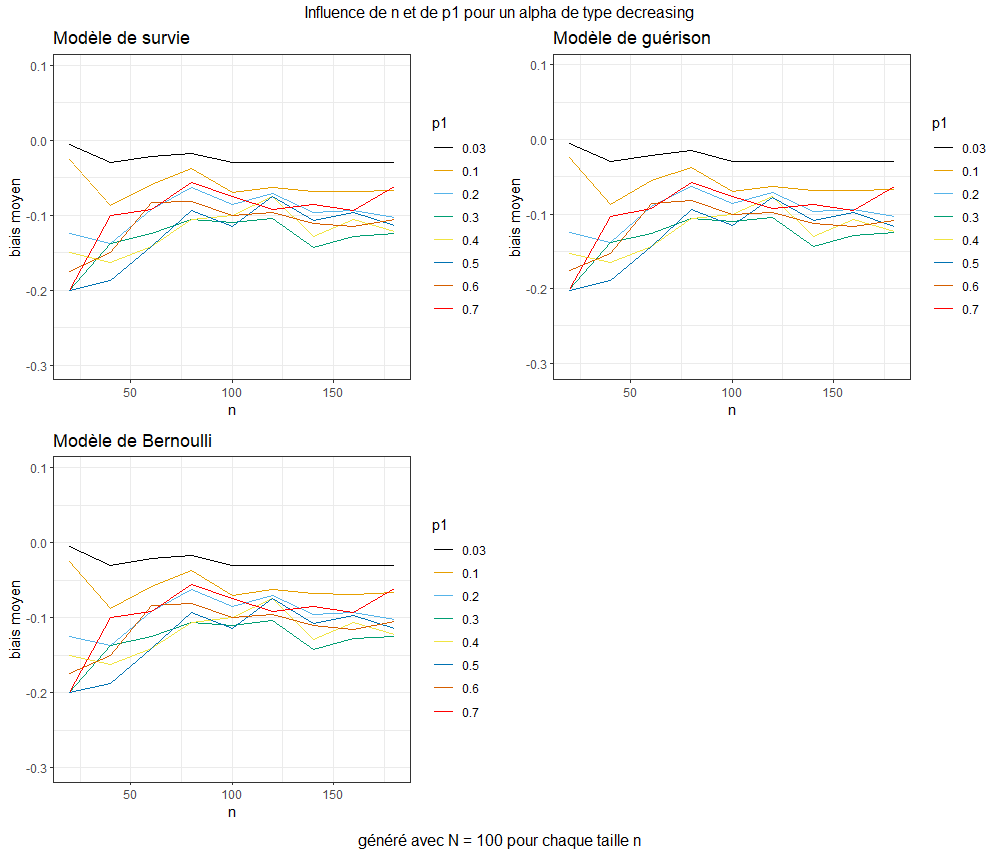 Influence de n et de p1 pour un alpha de type decreasing
Modèle de survie
biais moyen
0.1
0.0
-0.1
-0.2
-0.3
50 100 150
n
p1
0.03
0.1
0.2
0.3
0.4
0.5
0.6
0.7
Modèle de guérison
biais moyen
0.1
0.0
-0.1
-0.2
-0.3
50 100 150
n
p1
0.03
0.1
0.2
0.3
0.4
0.5
0.6
0.7
Modèle de Bernoulli
biais moyen
0.1
0.0
-0.1
-0.2
-0.3
50 100 150
n
p1
0.03
0.1
0.2
0.3
0.4
0.5
0.6
0.7
généré avec N = 100 pour chaque taille n